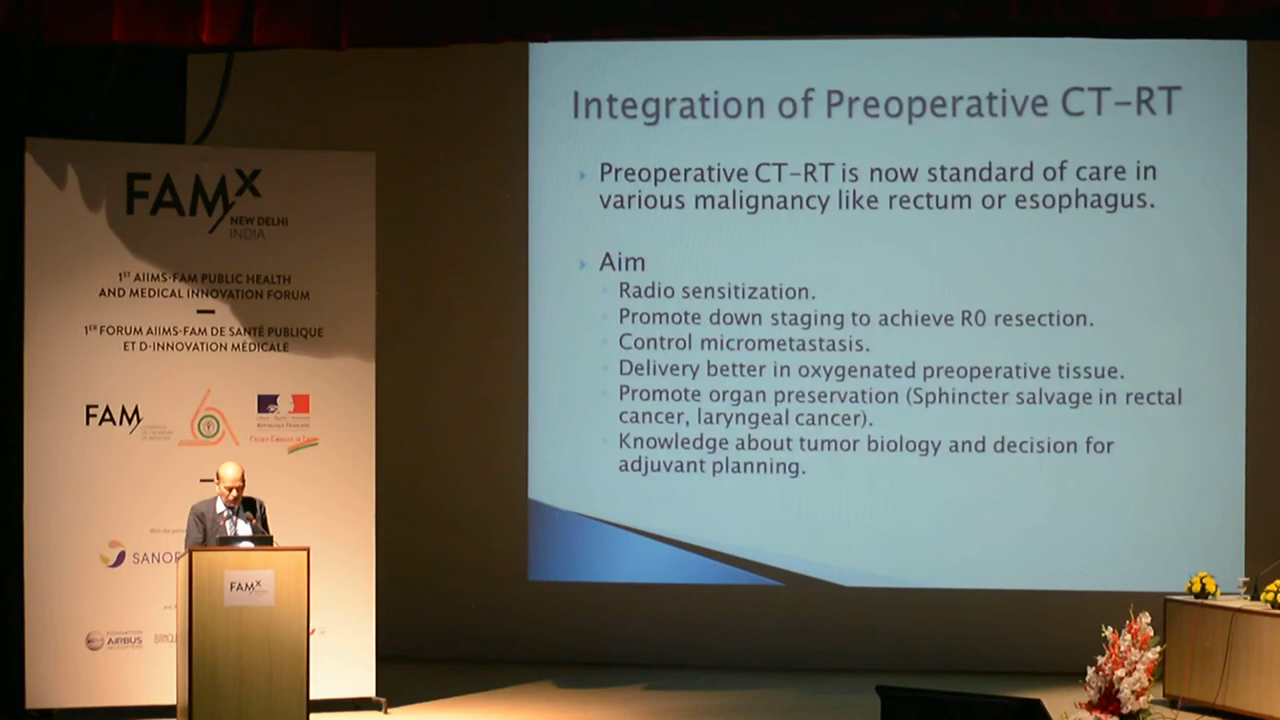 FAMx
NEW DELHI
INDIA
1ST AIIMS-FAM PUBLIC HEALTH
AND MEDICAL INNOVATION FORUM
1ER FORUM AIIMS-FAM DE SANTÉ PUBLIQUE
ET D-INNOVATION MÉDICALE
FAM
SANOF
AIRBUS
FAMx
Integration of Preoperative CT-RT
Preoperative CT-RT is now standard of care in
various malignancy like rectum or esophagus.
Aim
Radio sensitization.
Promote down staging to achieve R0 resection.
Control micrometastasis.
Delivery better in oxygenated preoperative tissue.
Promote organ preservation (Sphincter salvage in rectal
cancer, laryngeal cancer).
Knowledge about tumor biology and decision for
adjuvant planning.